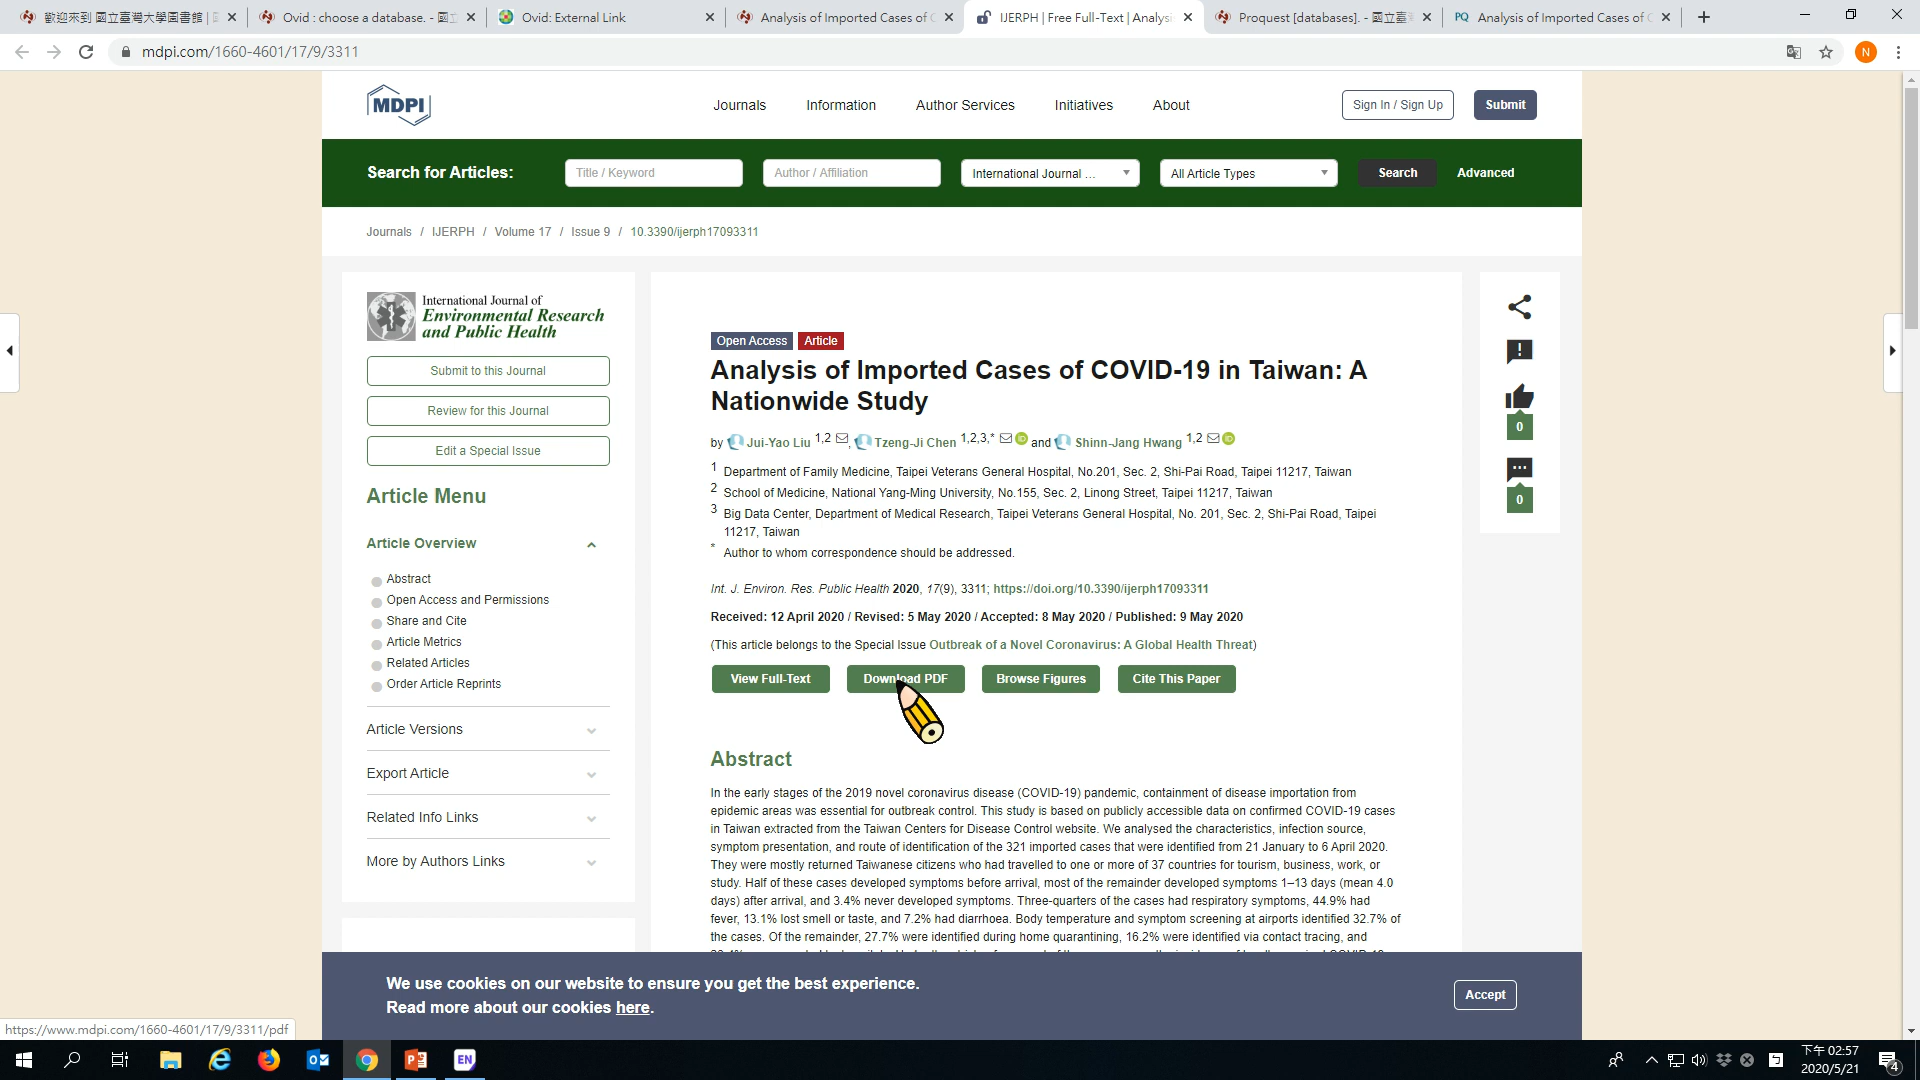 歡迎來到 國立臺灣大學圖書館 |
Ovid : choose a database. - 國立
Ovid: External Link
Analysis of Imported Cases of C
IJERPH | Free Full-Text | Analysi
Proquest [databases]. - 國立臺灣
Analysis of Imported Cases of C
mdpi.com/1660-4601/17/9/3311
N
MDPI
Journals
Information
Author Services
Initiatives
About
Sign In / Sign Up
Submit
Search for Articles:
Title / Keyword
Author / Affiliation
International Journal ...
All Article Types
Search
Advanced
Journals / IJERPH / Volume 17 / Issue 9 / 10.3390/ijerph17093311
International Journal of
Environmental Research
and Public Health
Submit to this Journal
Review for this Journal
Edit a Special Issue
Article Menu
Article Overview
Abstract
Open Access and Permissions
Share and Cite
Article Metrics
Related Articles
Order Article Reprints
Article Versions
Export Article
Related Info Links
More by Authors Links
Open Access Article
Analysis of Imported Cases of COVID-19 in Taiwan: A
Nationwide Study
by Jui-Yao Liu 1,2, Tzeng-Ji Chen 1,2,3,* and Shinn-Jang Hwang 1,2
1 Department of Family Medicine, Taipei Veterans General Hospital, No.201, Sec. 2, Shi-Pai Road, Taipei 11217, Taiwan
2 School of Medicine, National Yang-Ming University, No.155, Sec. 2, Linong Street, Taipei 11217, Taiwan
3 Big Data Center, Department of Medical Research, Taipei Veterans General Hospital, No. 201, Sec. 2, Shi-Pai Road, Taipei
11217, Taiwan
* Author to whom correspondence should be addressed.
Int. J. Environ. Res. Public Health 2020, 17(9), 3311; https://doi.org/10.3390/ijerph17093311
Received: 12 April 2020 / Revised: 5 May 2020 / Accepted: 8 May 2020 / Published: 9 May 2020
(This article belongs to the Special Issue Outbreak of a Novel Coronavirus: A Global Health Threat)
View Full-Text
Download PDF
Browse Figures
Cite This Paper
Abstract
In the early stages of the 2019 novel coronavirus disease (COVID-19) pandemic, containment of disease importation from
epidemic areas was essential for outbreak control. This study is based on publicly accessible data on confirmed COVID-19 cases
in Taiwan extracted from the Taiwan Centers for Disease Control website. We analysed the characteristics, infection source,
symptom presentation, and route of identification of the 321 imported cases that were identified from 21 January to 6 April 2020.
They were mostly returned Taiwanese citizens who had travelled to one or more of 37 countries for tourism, business, work, or
study. Half of these cases developed symptoms before arrival, most of the remainder developed symptoms 1–13 days (mean 4.0
days) after arrival, and 3.4% never developed symptoms. Three-quarters of the cases had respiratory symptoms, 44.9% had
fever, 13.1% lost smell or taste, and 7.2% had diarrhoea. Body temperature and symptom screening at airports identified 32.7% of
the cases. Of the remainder, 27.7% were identified during home quarantining, 16.2% were identified via contact tracing, and
0
0
We use cookies on our website to ensure you get the best experience.
Read more about our cookies here.
Accept
https://www.mdpi.com/1660-4601/17/9/3311/pdf
EN
下午 02:57
2020/5/21
4